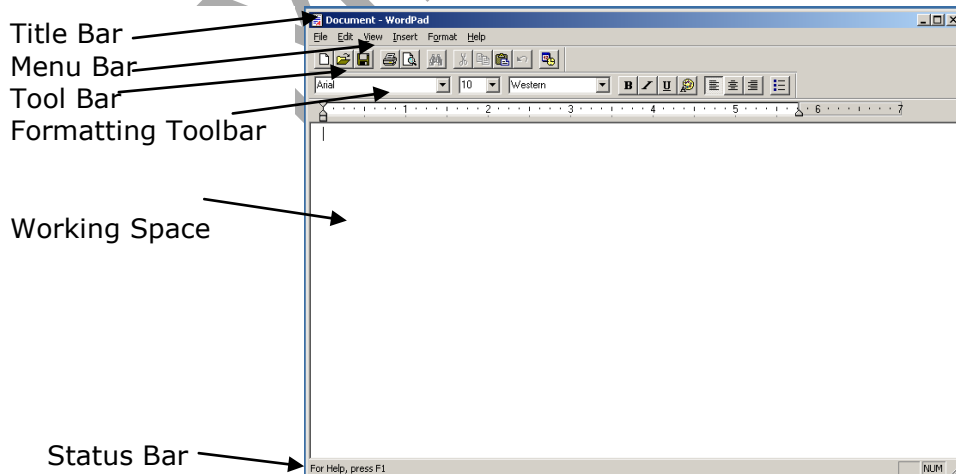 Title Bar
Menu Bar
Tool Bar
Formatting Toolbar
Working Space
Status Bar
Document - WordPad
File Edit View Insert Format Help
Arial 10 Western B I U
1 2 3 4 5 6 7
For Help, press F1 NUM